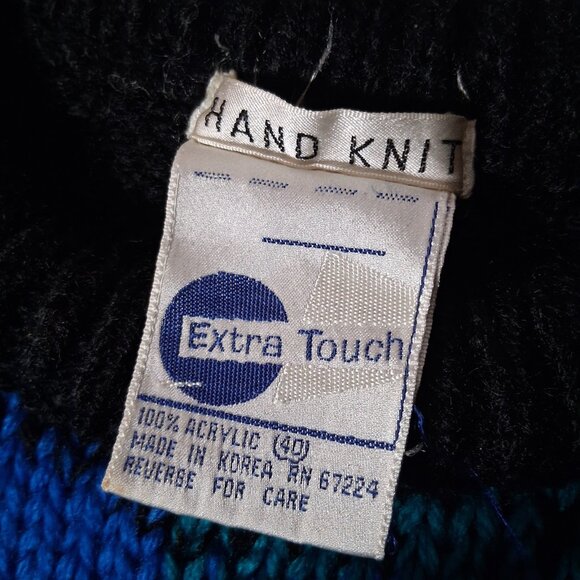 HAND KNIT
Extra Touch
100% ACRYLIC (40)
MADE IN KOREA RN 67224
REVERSE FOR CARE